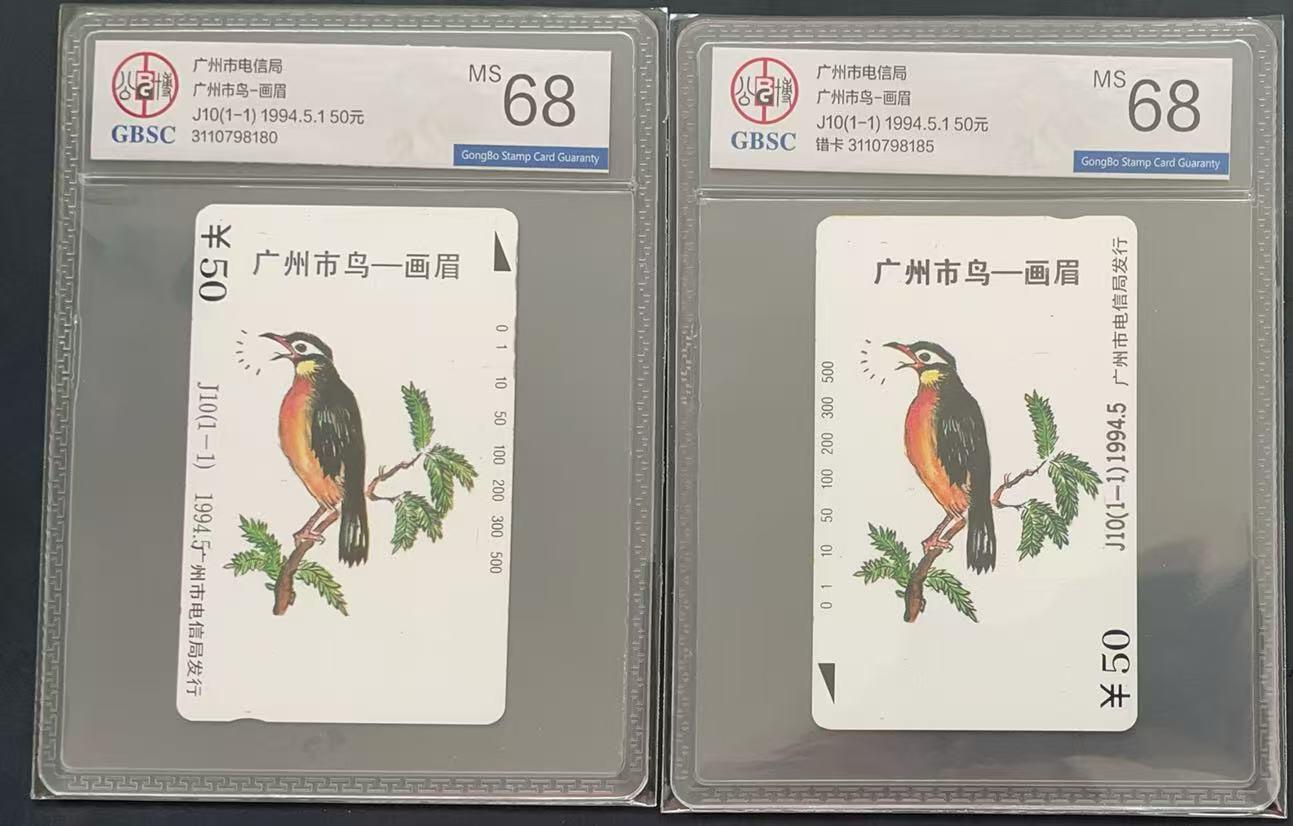 广州市电信局
广州市鸟-画眉
J10(1-1) 1994.5.1 50元
3110798180
公博
GBSC
MS 68
GongBo Stamp Card Guaranty
¥50
广州市鸟—画眉
J10(1-1) 1994.5广州市电信局发行
0 1 10 50 100 200 300 500
广州市电信局
广州市鸟-画眉
J10(1-1) 1994.5.1 50元
错卡 3110798185
公博
GBSC
MS 68
GongBo Stamp Card Guaranty
广州市鸟—画眉
0 1 10 50 100 200 300 500
J10(1-1)1994.5 广州市电信局发行
¥50